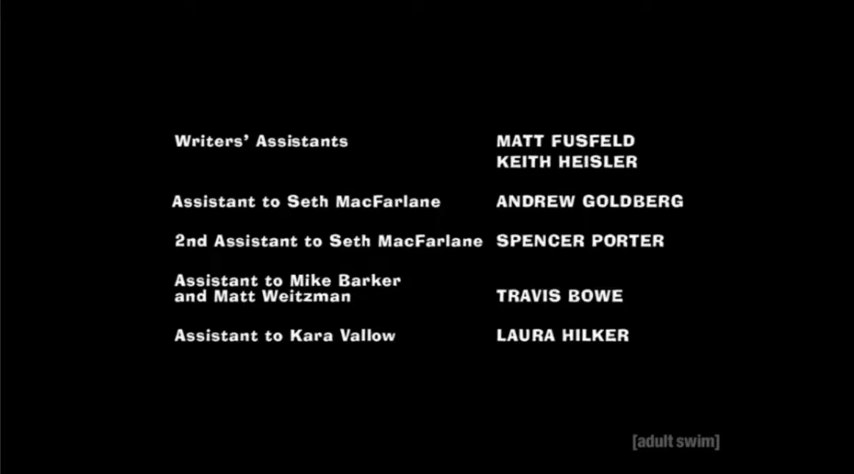 Writers' Assistants MATT FUSFELD
KEITH HEISLER
Assistant to Seth MacFarlane ANDREW GOLDBERG
2nd Assistant to Seth MacFarlane SPENCER PORTER
Assistant to Mike Barker
and Matt Weitzman TRAVIS BOWE
Assistant to Kara Vallow LAURA HILKER
[adult swim]